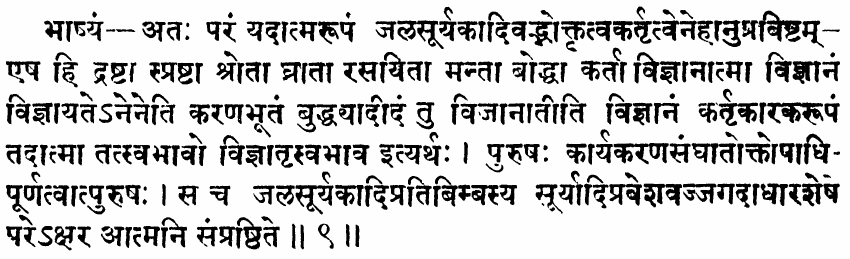 भाष्यं— अतः परं यदात्मरूपं जलसूर्यकादिवद्भोक्तृत्वकर्तृत्वेनेहानुप्रविष्टम्–
एष हि द्रष्टा स्प्रष्टा श्रोता घ्राता रसयिता मन्ता बोद्धा कर्ता विज्ञानात्मा विज्ञानं
विज्ञायतेऽनेनेति करणभूतं बुद्ध्यादीदं तु विजानातीति विज्ञानं कर्तृकारकरूपं
तदात्मा तत्स्वभावो विज्ञातृस्वभाव इत्यर्थः । पुरुषः कार्यकरणसंघातोक्तोपाधि-
पूर्णत्वात्पुरुषः । स च जलसूर्यकादिप्रतिबिम्बस्य सूर्यादिप्रवेशवज्जगदाधारशेषे
परेऽक्षर आत्मनि संप्रष्ठिते ॥ ९ ॥